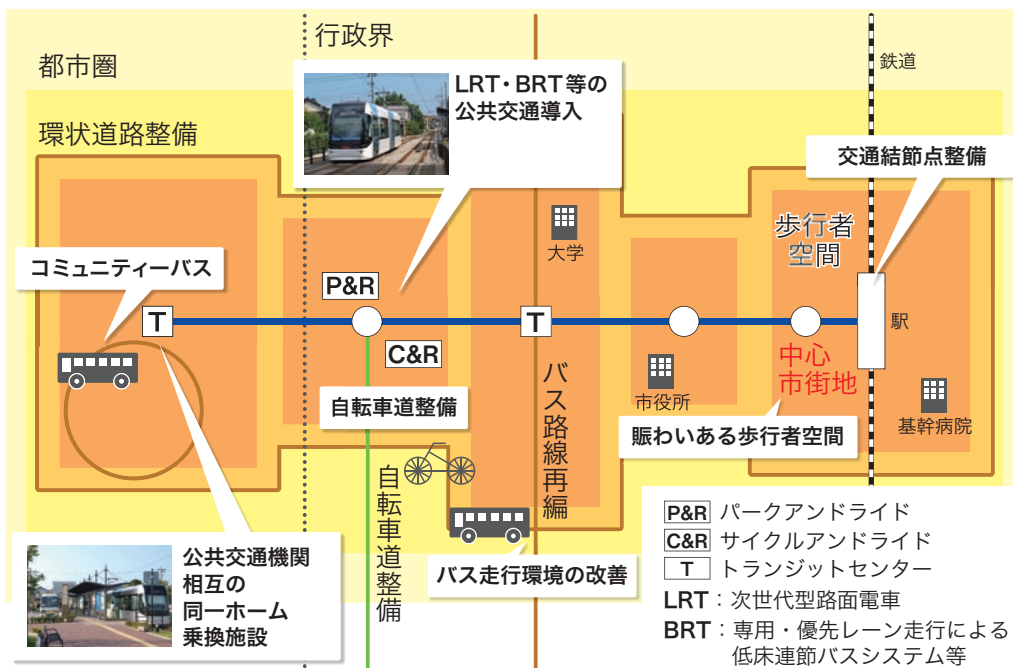 行政界
都市圏
鉄道
LRT・BRT等の
公共交通導入
環状道路整備
交通結節点整備
歩行者
空間
大学
コミュニティーバス
P&R
T
T
駅
C&R
中心
市街地
自転車道整備
市役所
基幹病院
賑わいある歩行者空間
バス路線再編
自転車道整備
バス走行環境の改善
公共交通機関
相互の
同一ホーム
乗換施設
P&R パークアンドライド
C&R サイクルアンドライド
T トランジットセンター
LRT：次世代型路面電車
BRT：専用・優先レーン走行による
低床連節バスシステム等